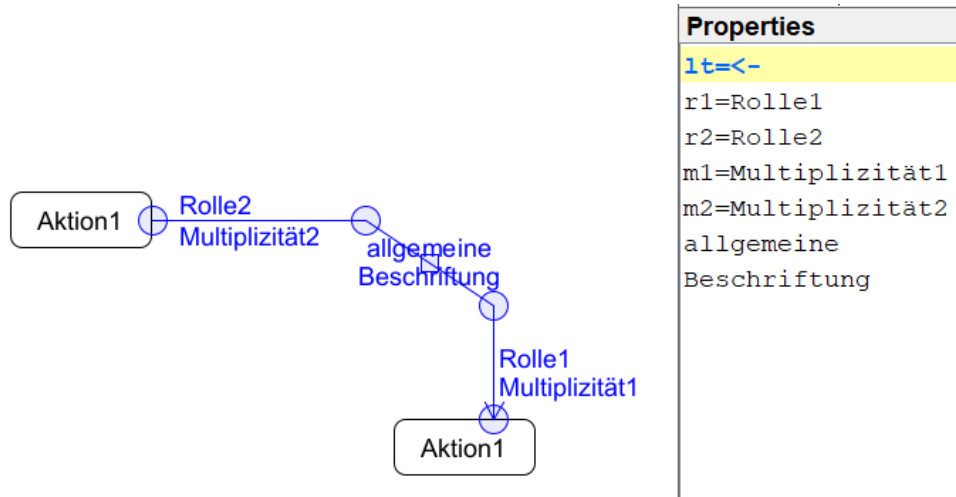 Aktion1
Rolle2
Multiplizität2
allgemeine
Beschriftung
Rolle1
Multiplizität1
Aktion1
Properties
lt=<-
r1=Rolle1
r2=Rolle2
m1=Multiplizität1
m2=Multiplizität2
allgemeine
Beschriftung